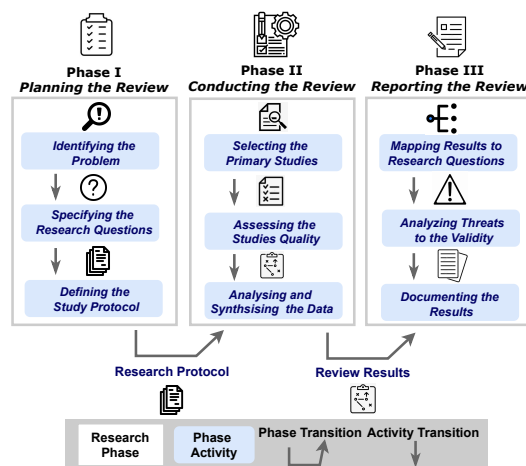 Phase I
Planning the Review
Identifying the
Problem
Specifying the
Research Questions
Defining the
Study Protocol
Phase II
Conducting the Review
Selecting the
Primary Studies
Assessing the
Studies Quality
Analysing and
Synthsising the Data
Phase III
Reporting the Review
Mapping Results to
Research Questions
Analyzing Threats
to the Validity
Documenting the
Results
Research Protocol
Review Results
Research
Phase
Phase
Activity
Phase Transition
Activity Transition